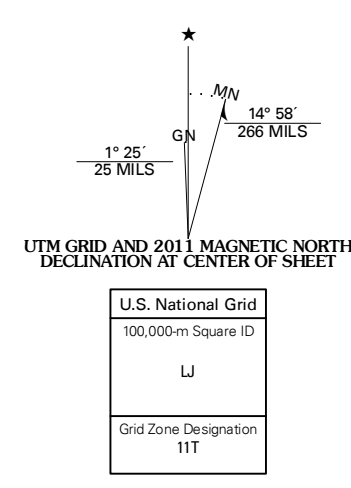 MN
14° 58´
266 MILS
GN
1° 25´
25 MILS
UTM GRID AND 2011 MAGNETIC NORTH
DECLINATION AT CENTER OF SHEET
U.S. National Grid
100,000-m Square ID
LJ
Grid Zone Designation
11T